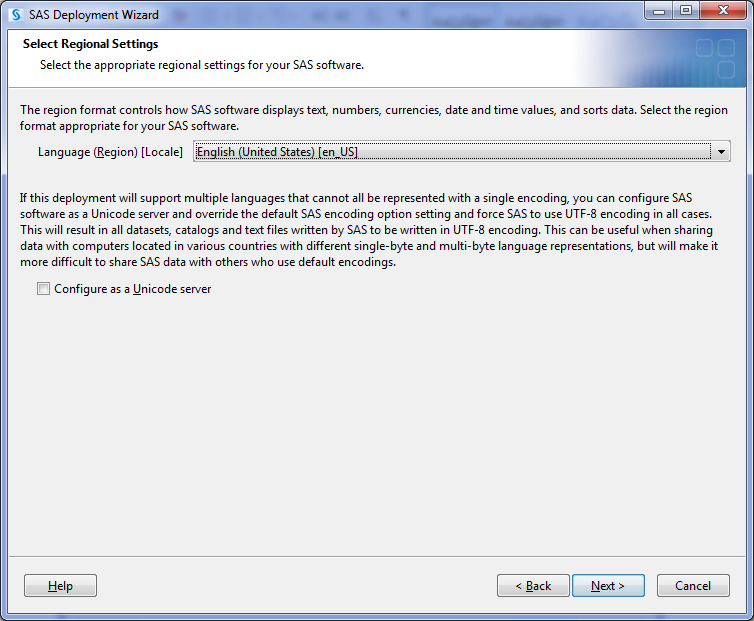 SAS Deployment Wizard
Select Regional Settings
Select the appropriate regional settings for your SAS software.
The region format controls how SAS software displays text, numbers, currencies, date and time values, and sorts data. Select the region
format appropriate for your SAS software.
Language (Region) [Locale] English (United States) [en_US]
If this deployment will support multiple languages that cannot all be represented with a single encoding, you can configure SAS
software as a Unicode server and override the default SAS encoding option setting and force SAS to use UTF-8 encoding in all cases.
This will result in all datasets, catalogs and text files written by SAS to be written in UTF-8 encoding. This can be useful when sharing
data with computers located in various countries with different single-byte and multi-byte language representations, but will make it
more difficult to share SAS data with others who use default encodings.
Configure as a Unicode server
Help < Back Next > Cancel